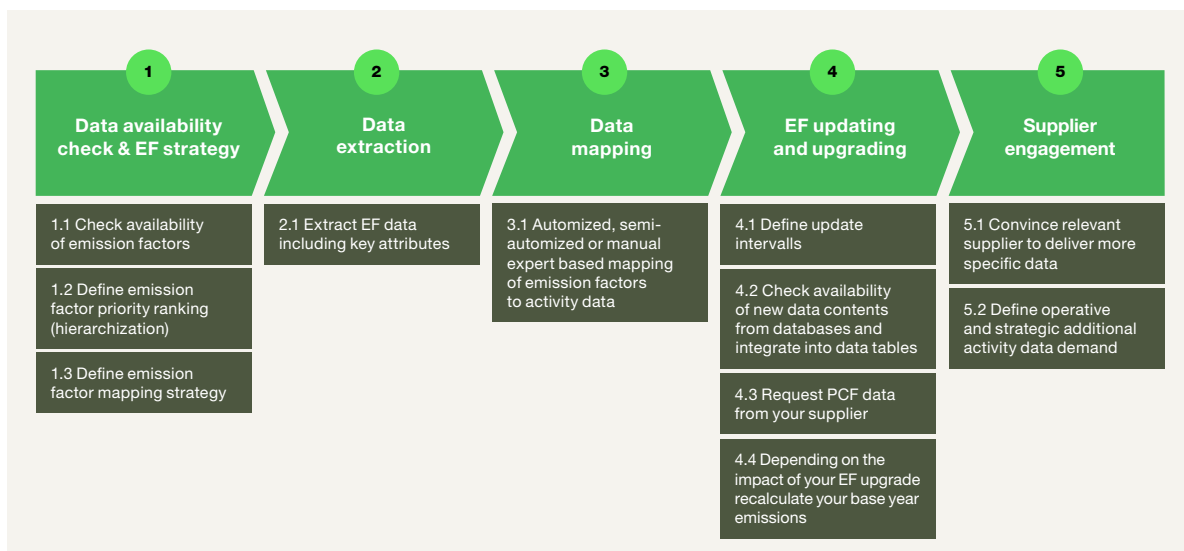 1
Data availability
check & EF strategy
1.1 Check availability
of emission factors
1.2 Define emission
factor priority ranking
(hierarchization)
1.3 Define emission
factor mapping strategy
2
Data
extraction
2.1 Extract EF data
including key attributes
3
Data
mapping
3.1 Automized, semi-
automized or manual
expert based mapping
of emission factors
to activity data
4
EF updating
and upgrading
4.1 Define update
intervalls
4.2 Check availability
of new data contents
from databases and
integrate into data tables
4.3 Request PCF data
from your supplier
4.4 Depending on the
impact of your EF upgrade
recalculate your base year
emissions
5
Supplier
engagement
5.1 Convince relevant
supplier to deliver more
specific data
5.2 Define operative
and strategic additional
activity data demand